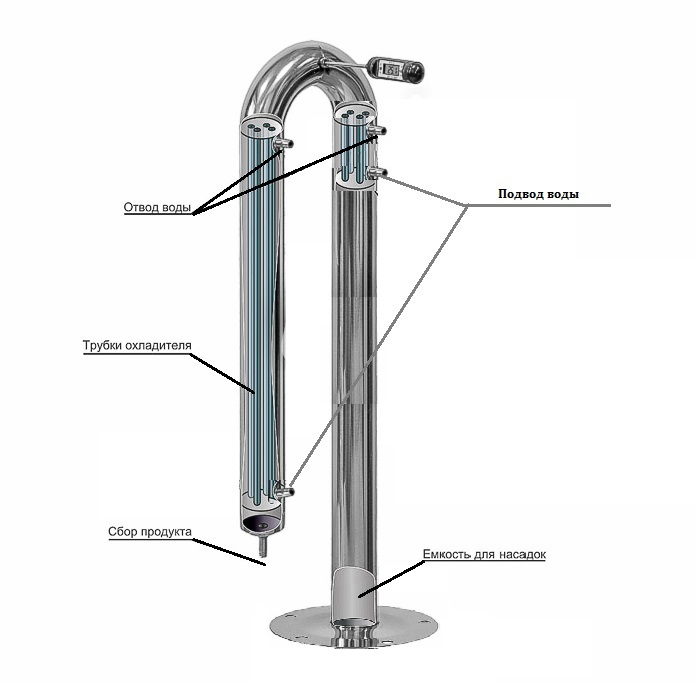 Подвод воды
Отвод воды
Трубки охладителя
Сбор продукта
Емкость для насадок